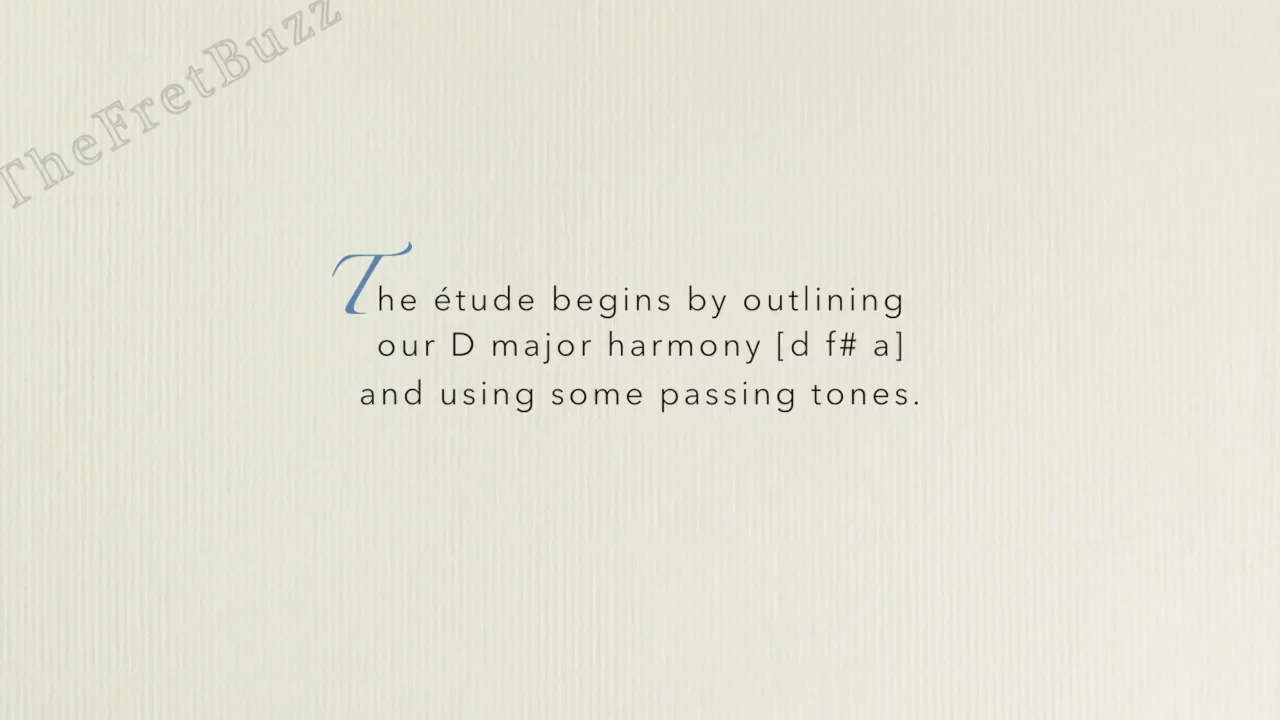 TheFretBuzz
The étude begins by outlining
our D major harmony [d f# a]
and using some passing tones.